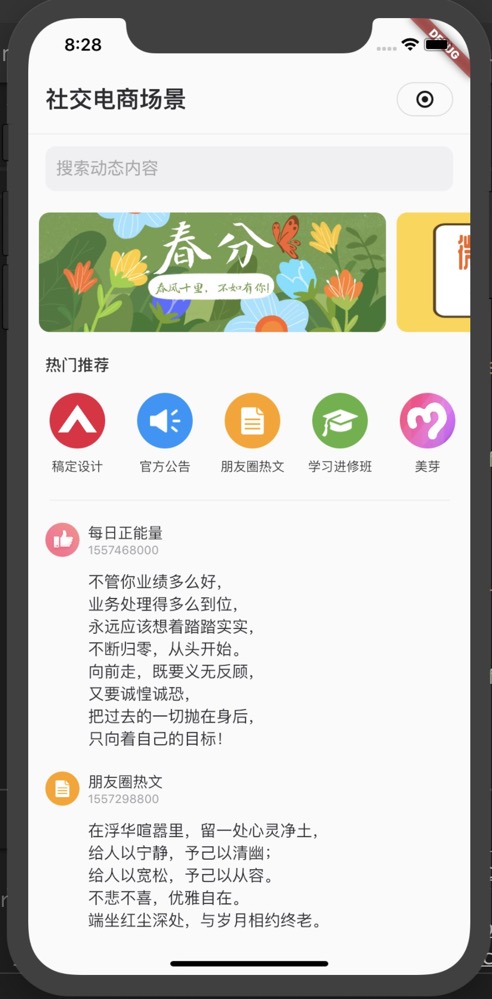 8:28
DEBUG
社交电商场景
搜索动态内容
春分
春风十里，不如有你！
热门推荐
稿定设计
官方公告
朋友圈热文
学习进修班
美芽
每日正能量
1557468000
不管你业绩多么好，
业务处理得多么到位，
永远应该想着踏踏实实，
不断归零，从头开始。
向前走，既要义无反顾，
又要诚惶诚恐，
把过去的一切抛在身后，
只向着自己的目标！
朋友圈热文
1557298800
在浮华喧嚣里，留一处心灵净土，
给人以宁静，予己以清幽；
给人以宽松，予己以从容。
不悲不喜，优雅自在。
端坐红尘深处，与岁月相约终老。